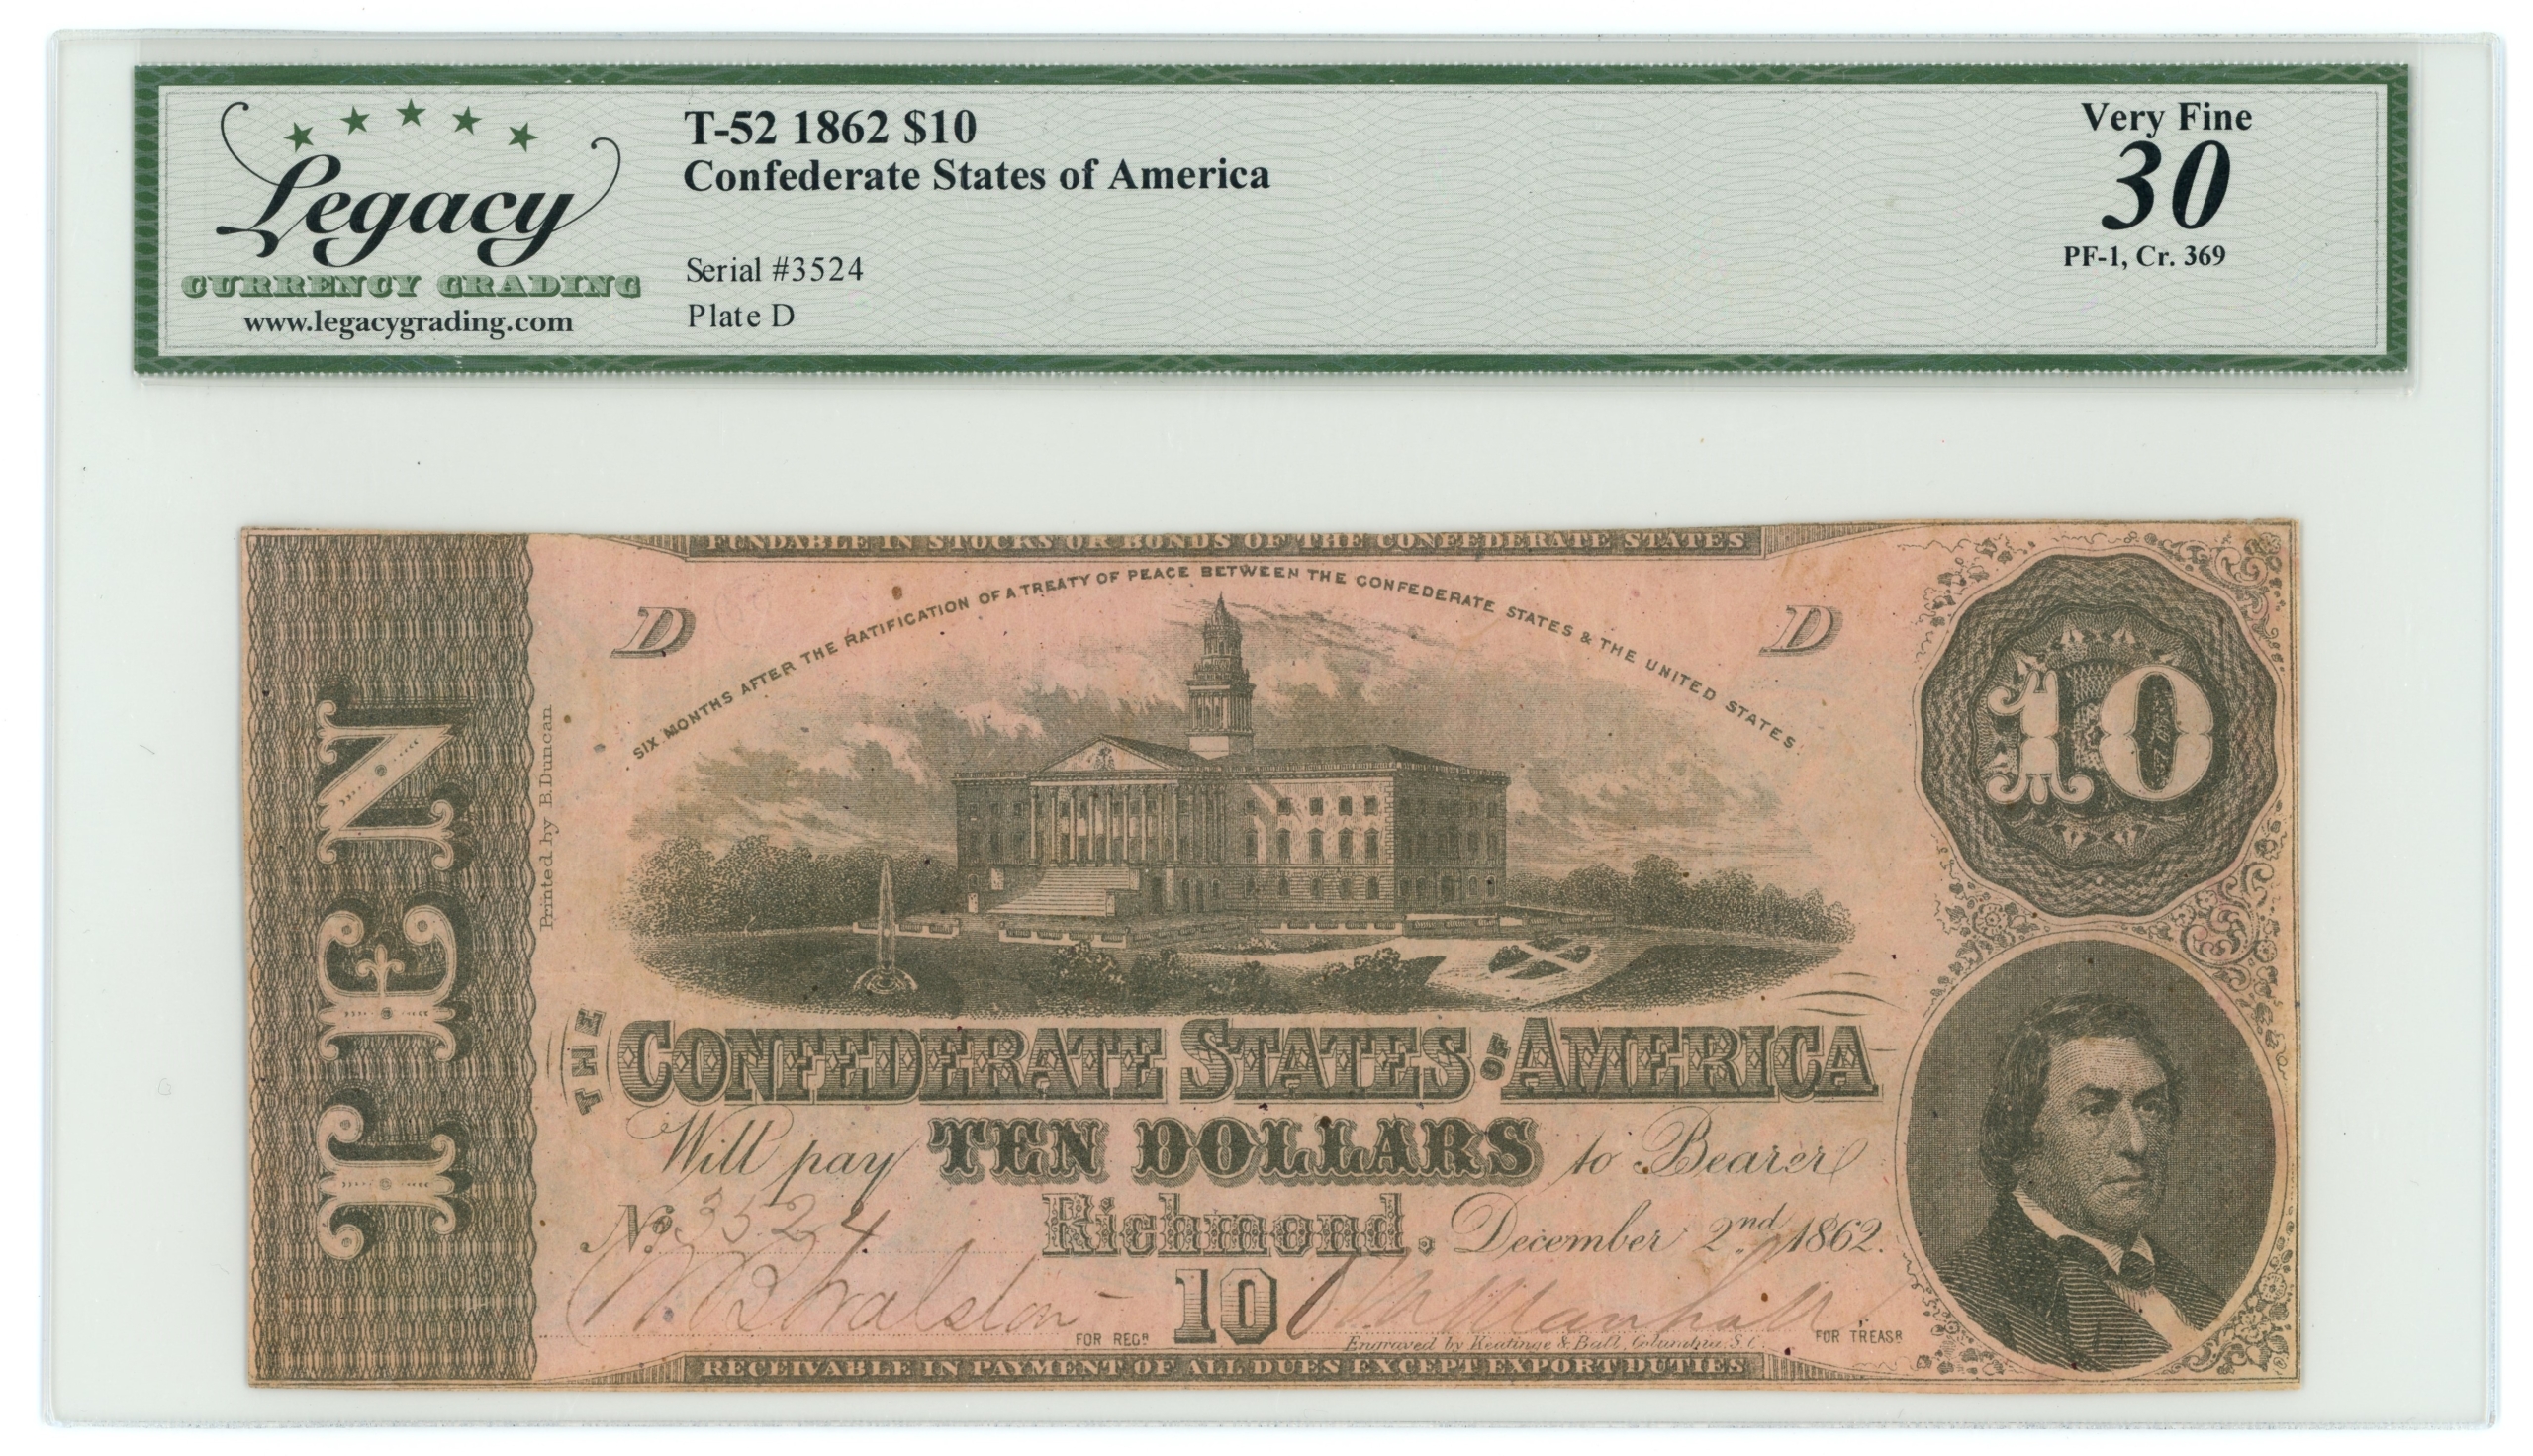 Legacy
CURRENCY GRADING
www.legacygrading.com
T-52 1862 $10
Confederate States of America
Serial #3524
Plate D
Very Fine
30
PF-1, Cr. 369
FUNDABLE IN STOCKS OR BONDS OF THE CONFEDERATE STATES
SIX MONTHS AFTER THE RATIFICATION OF A TREATY OF PEACE BETWEEN THE CONFEDERATE STATES & THE UNITED STATES.
D
D
10
TEN
Printed by B. Duncan
THE CONFEDERATE STATES OF AMERICA
Will pay TEN DOLLARS to Bearer
No. 3524 Richmond, December 2nd 1862.
10
FOR REGR
Engraved by Keatinge & Ball, Columbia, S.C.
FOR TREASR
RECEIVABLE IN PAYMENT OF ALL DUES EXCEPT EXPORT DUTIES